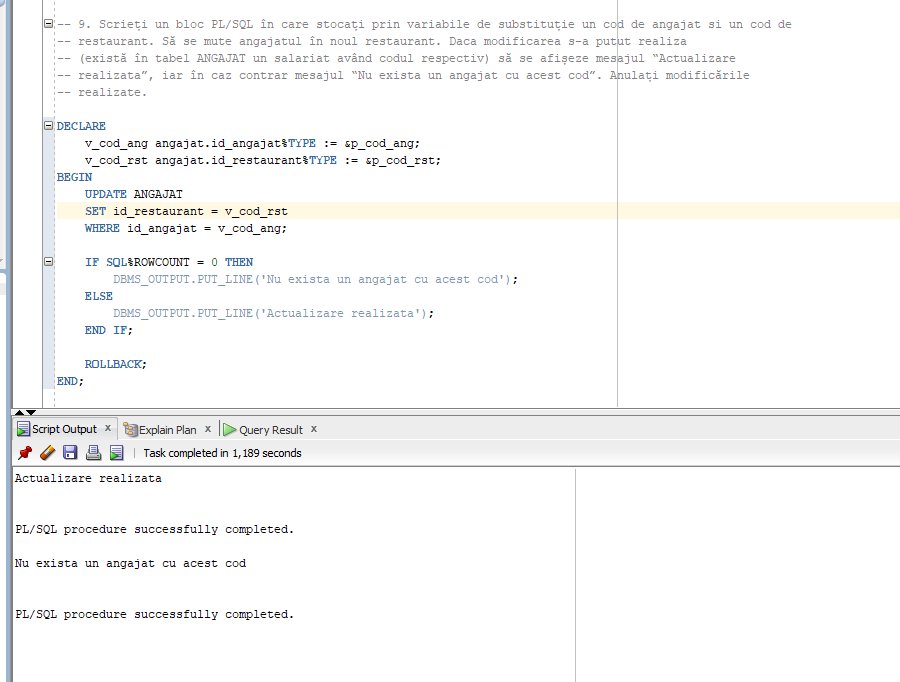 -- 9. Scrieți un bloc PL/SQL în care stocați prin variabile de substituție un cod de angajat si un cod de
-- restaurant. Să se mute angajatul în noul restaurant. Daca modificarea s-a putut realiza
-- (există în tabel ANGAJAT un salariat având codul respectiv) să se afișeze mesajul “Actualizare
-- realizata”, iar în caz contrar mesajul “Nu exista un angajat cu acest cod”. Anulați modificările
-- realizate.
DECLARE
v_cod_ang angajat.id_angajat%TYPE := &p_cod_ang;
v_cod_rst angajat.id_restaurant%TYPE := &p_cod_rst;
BEGIN
UPDATE ANGAJAT
SET id_restaurant = v_cod_rst
WHERE id_angajat = v_cod_ang;
IF SQL%ROWCOUNT = 0 THEN
DBMS_OUTPUT.PUT_LINE('Nu exista un angajat cu acest cod');
ELSE
DBMS_OUTPUT.PUT_LINE('Actualizare realizata');
END IF;
ROLLBACK;
END;
Script Output x Explain Plan x Query Result x
Task completed in 1,189 seconds
Actualizare realizata
PL/SQL procedure successfully completed.
Nu exista un angajat cu acest cod
PL/SQL procedure successfully completed.